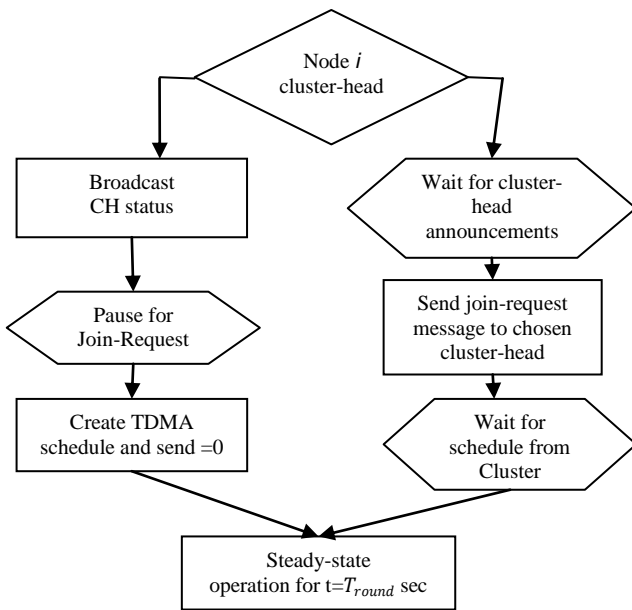 Node i
cluster-head
Broadcast
CH status
Wait for cluster-
head
announcements
Pause for
Join-Request
Send join-request
message to chosen
cluster-head
Create TDMA
schedule and send =0
Wait for
schedule from
Cluster
Steady-state
operation for t=T_round sec